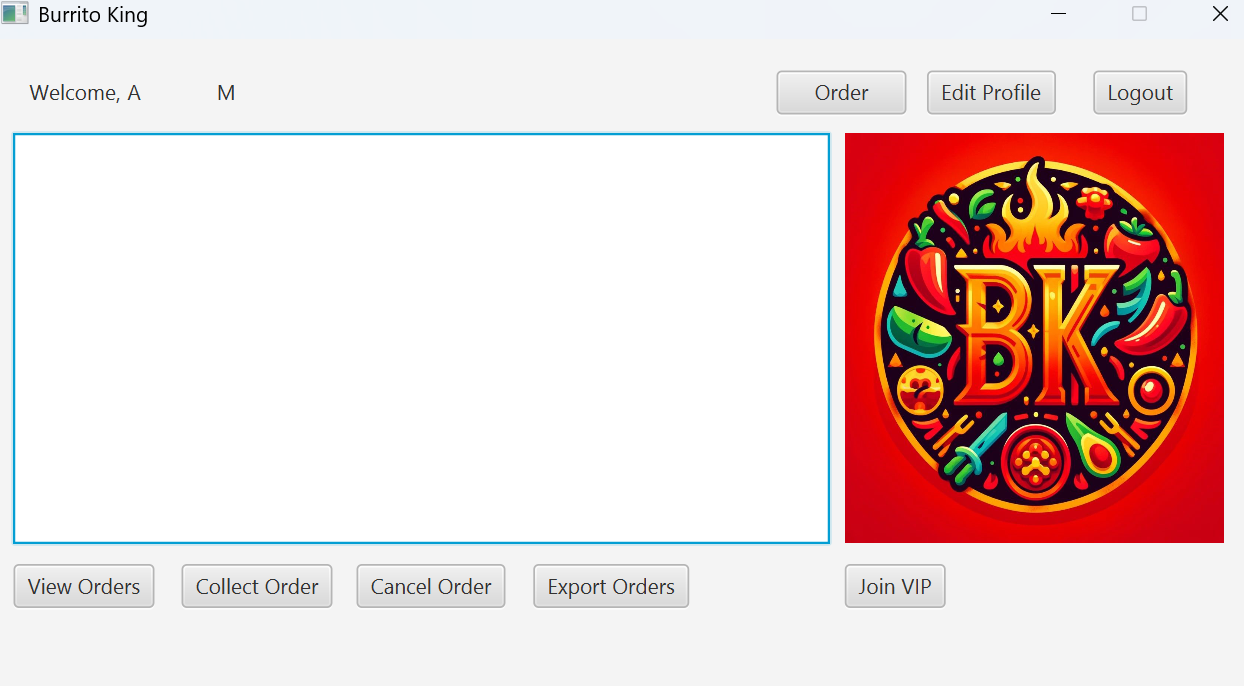 Burrito King
Welcome, A M
Order Edit Profile Logout
BK
View Orders Collect Order Cancel Order Export Orders Join VIP